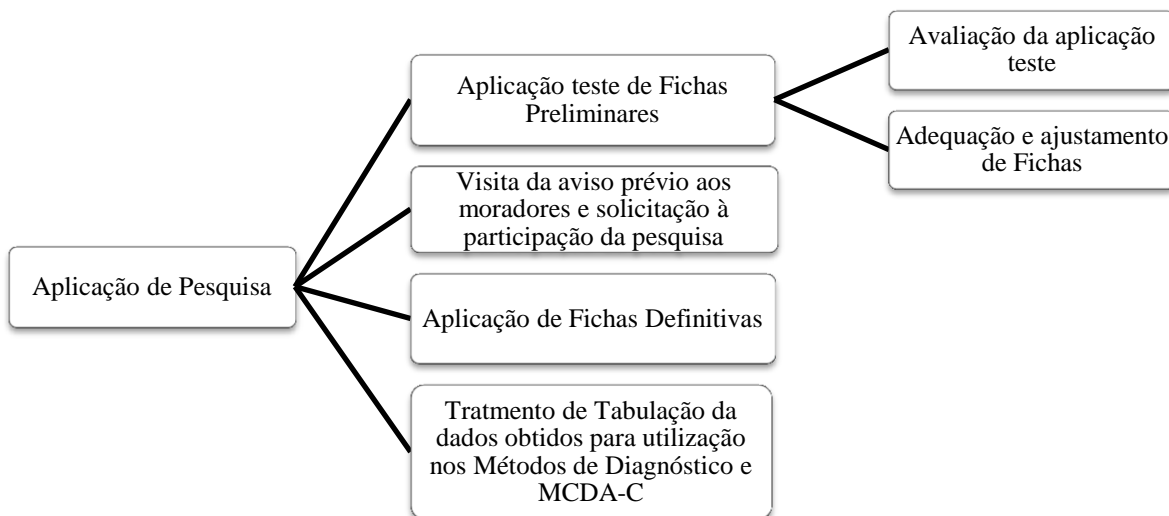 Aplicação de Pesquisa
Aplicação teste de Fichas
Preliminares
Avaliação da aplicação
teste
Adequação e ajustamento
de Fichas
Visita da aviso prévio aos
moradores e solicitação à
participação da pesquisa
Aplicação de Fichas Definitivas
Tratmento de Tabulação da
dados obtidos para utilização
nos Métodos de Diagnóstico e
MCDA-C